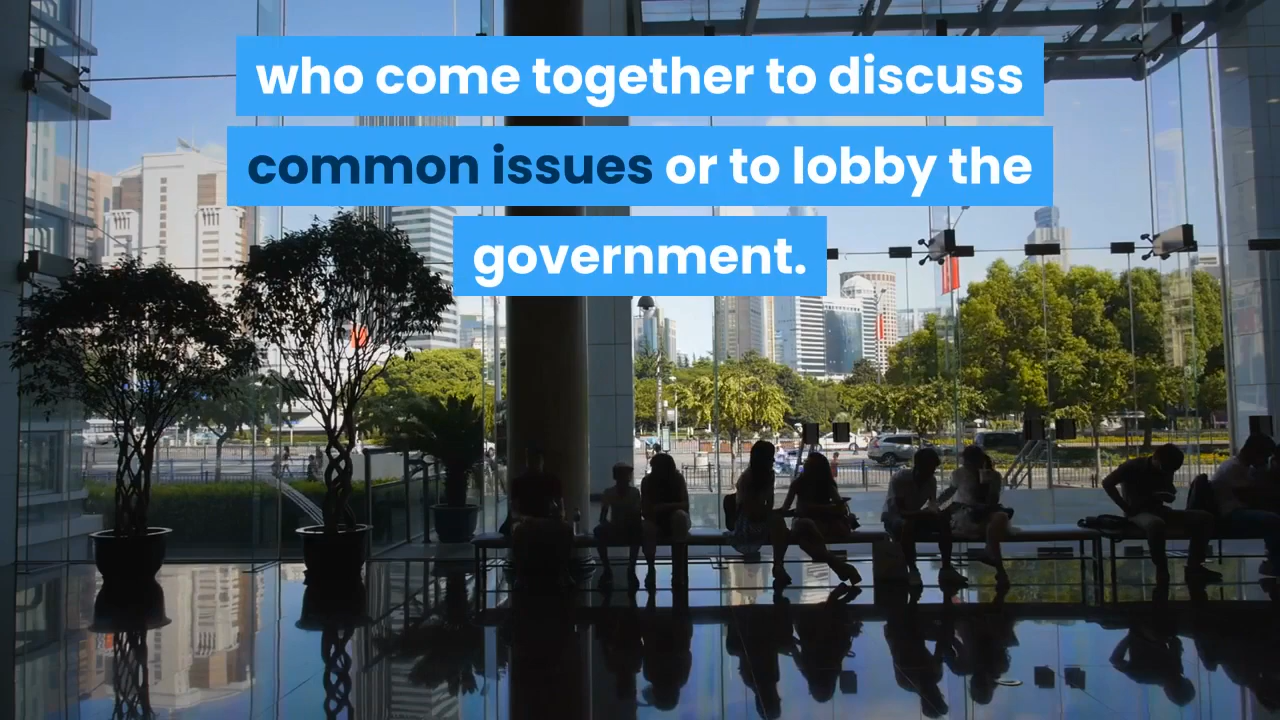 who come together to discuss
common issues or to lobby the
government.